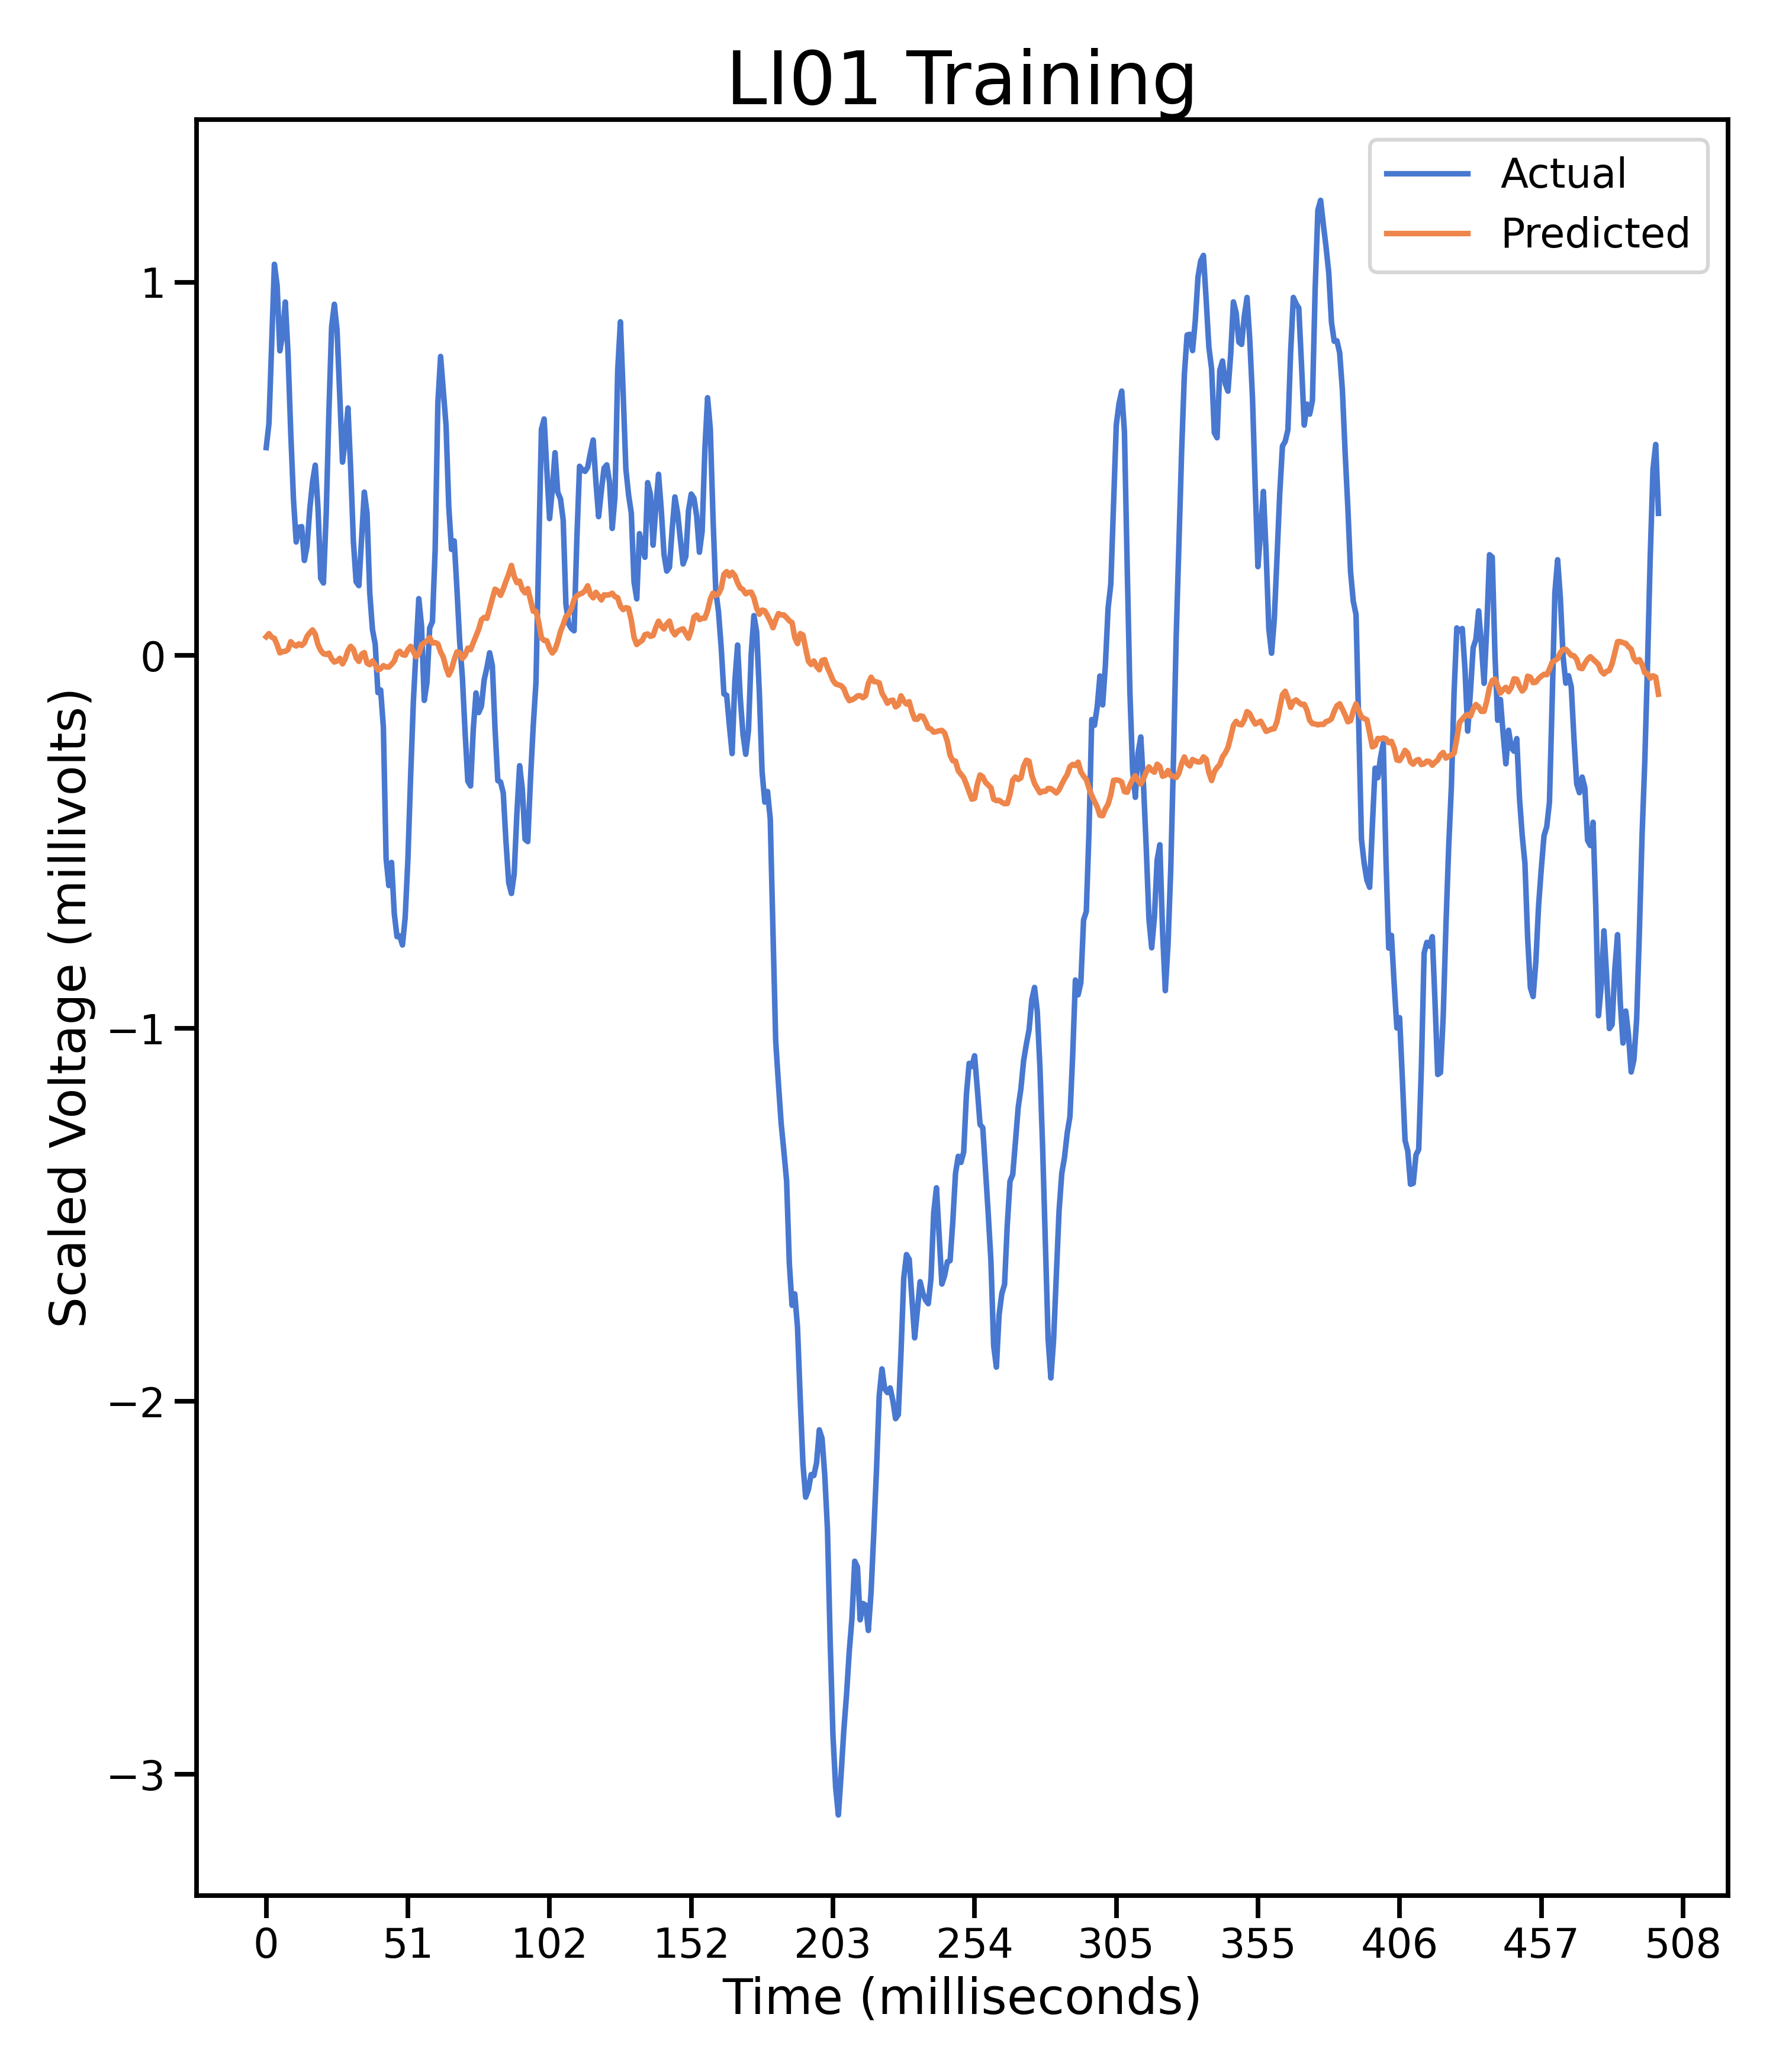 LI01 Training
Actual
Predicted
1
0
−1
−2
−3
Scaled Voltage (millivolts)
0 51 102 152 203 254 305 355 406 457 508
Time (milliseconds)